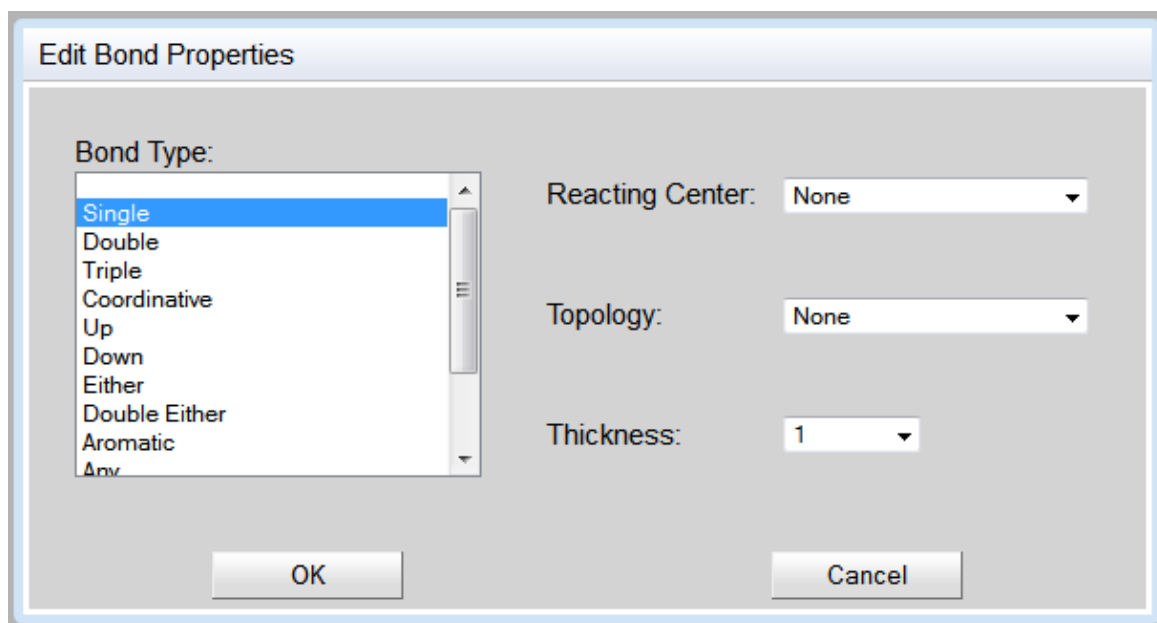 Edit Bond Properties
Bond Type:
Single
Double
Triple
Coordinative
Up
Down
Either
Double Either
Aromatic
Any
Reacting Center: None
Topology: None
Thickness: 1
OK Cancel